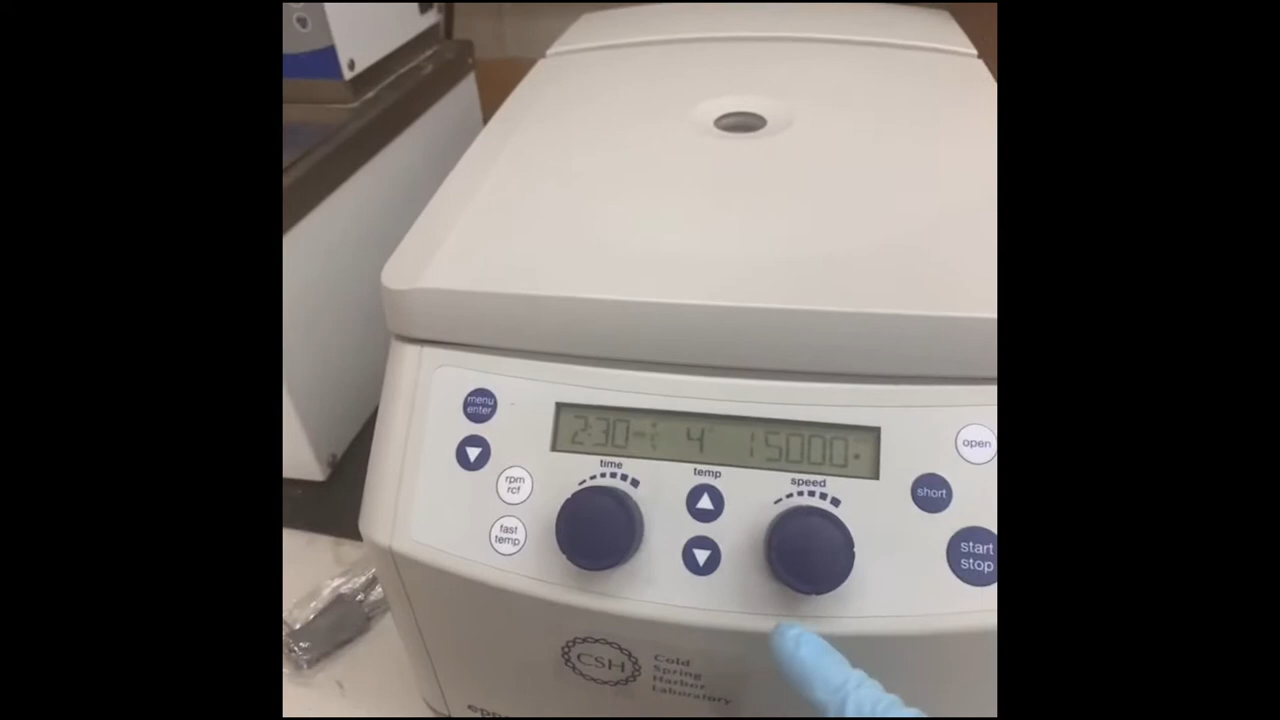 menu
enter
2:30
4°
15000
open
time
temp
speed
rpm
rcf
short
fast
temp
start
stop
CSH
Cold
Spring
Harbor
Laboratory